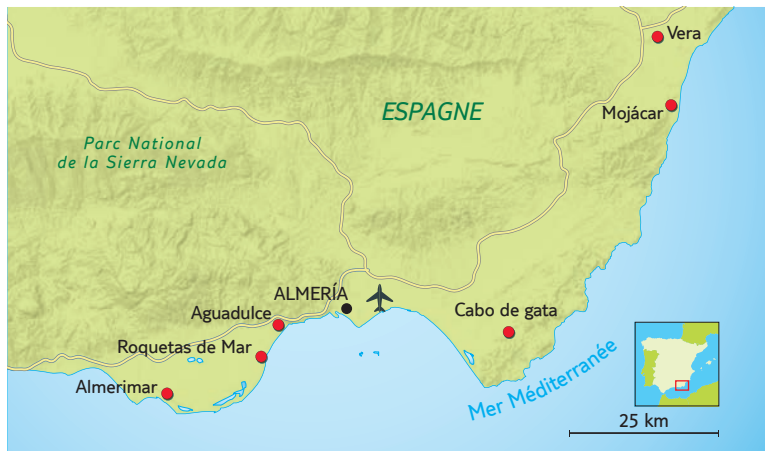 Vera
ESPAGNE
Mojácar
Parc National
de la Sierra Nevada
ALMERÍA
Aguadulce
Cabo de gata
Roquetas de Mar
Almerimar
Mer Méditerranée
25 km